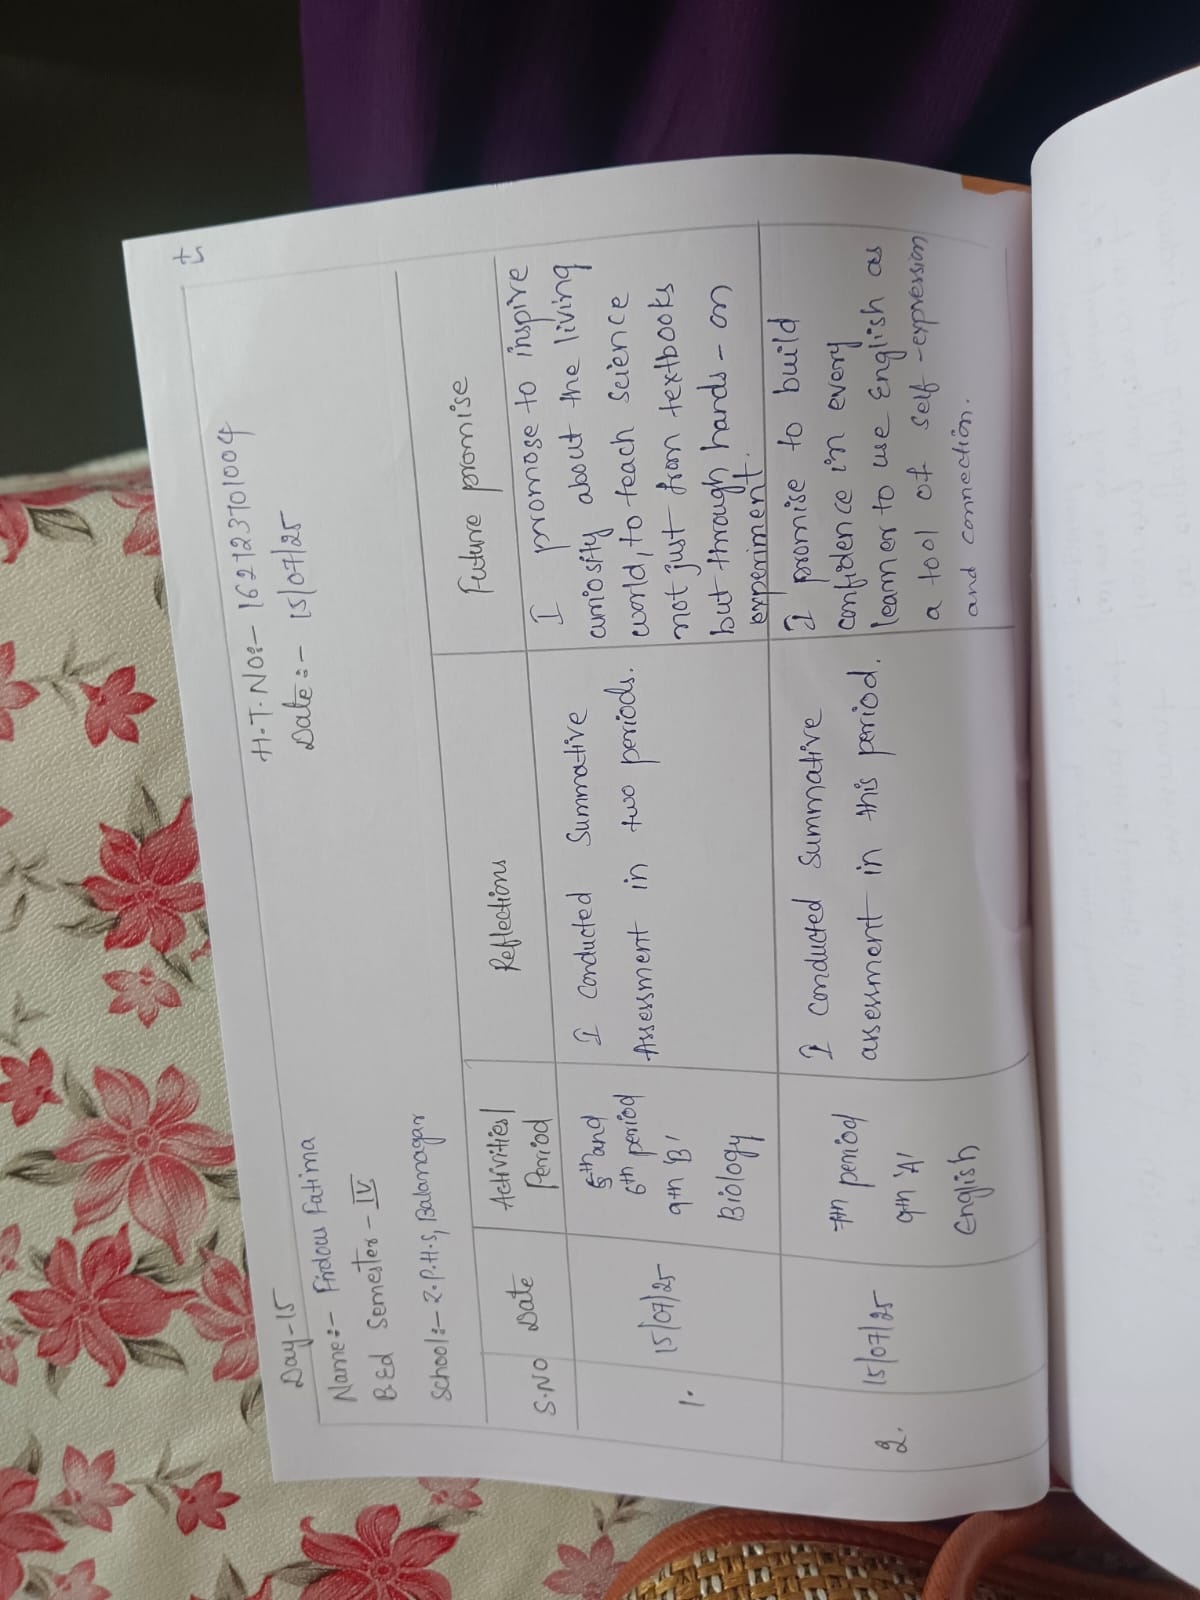 Day-15
Name:- Firdous Fatima
H.T.NO:- 162123701004
B.Ed Semester - IV
Date:- 15/07/25
School:- Z.P.H.S, Balanagar
S.NO Date Activities/ Period Reflections Future promise
1. 15/07/25
5th and
6th period
9th 'B'
Biology
I conducted Summative
Assessment in two periods.
I promose to inspire
curiosity about the living
world, to teach science
not just from textbooks
but through hands-on
experiment.
2. 15/07/25
7th period
9th 'A'
English
I conducted Summative
assessment in this period.
I promise to build
confidence in every
learner to use English as
a tool of self-expression
and connection.